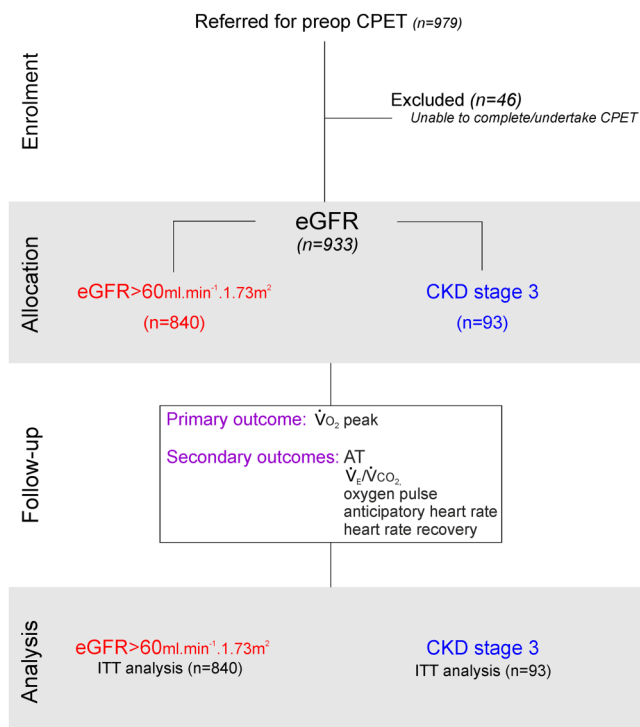 Referred for preop CPET (n=979)
Enrolment
Excluded (n=46)
Unable to complete/undertake CPET
Allocation
eGFR
(n=933)
eGFR>60ml.min⁻¹.1.73m²
(n=840)
CKD stage 3
(n=93)
Follow-up
Primary outcome: V̇O₂ peak
Secondary outcomes: AT
V̇E/V̇CO₂,
oxygen pulse
anticipatory heart rate
heart rate recovery
Analysis
eGFR>60ml.min⁻¹.1.73m²
ITT analysis (n=840)
CKD stage 3
ITT analysis (n=93)